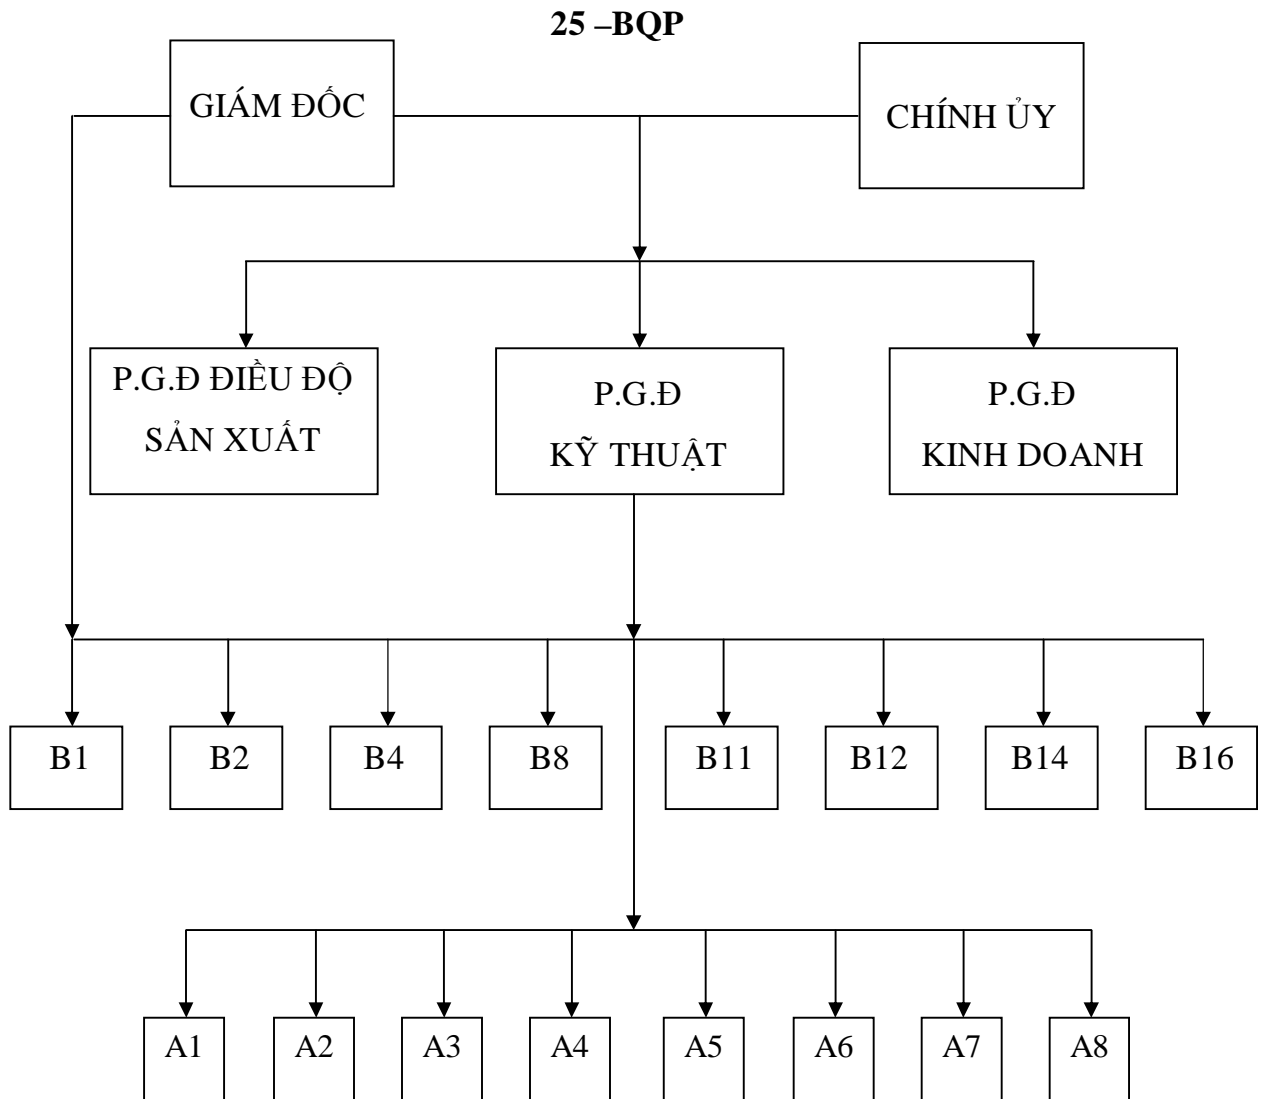 25 –BQP
GIÁM ĐỐC
CHÍNH ỦY
P.G.Đ ĐIỀU ĐỘ
SẢN XUẤT
P.G.Đ
KỸ THUẬT
P.G.Đ
KINH DOANH
B1
B2
B4
B8
B11
B12
B14
B16
A1
A2
A3
A4
A5
A6
A7
A8